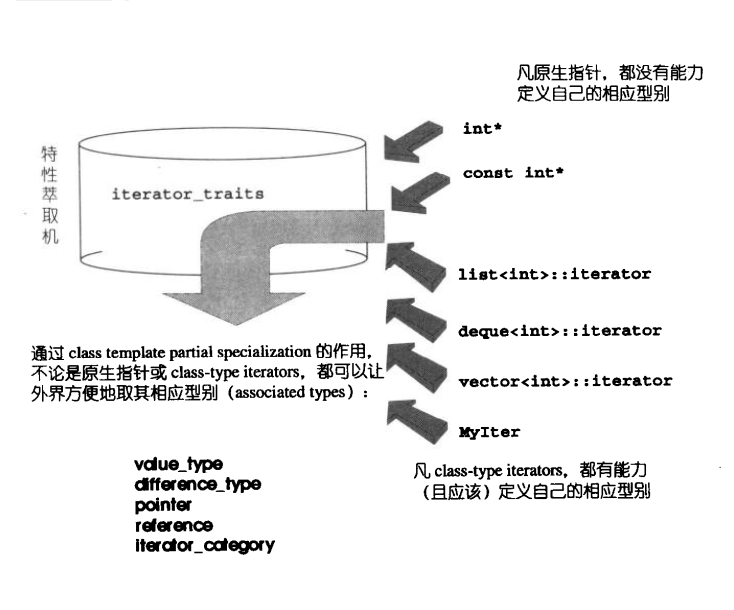 凡原生指针，都没有能力
定义自己的相应型别
int*
const int*
特性萃取机
iterator_traits
list<int>::iterator
deque<int>::iterator
vector<int>::iterator
MyIter
凡 class-type iterators，都有能力
（且应该）定义自己的相应型别
通过 class template partial specialization 的作用，
不论是原生指针或 class-type iterators，都可以让
外界方便地取其相应型别（associated types）：
value_type
difference_type
pointer
reference
iterator_category